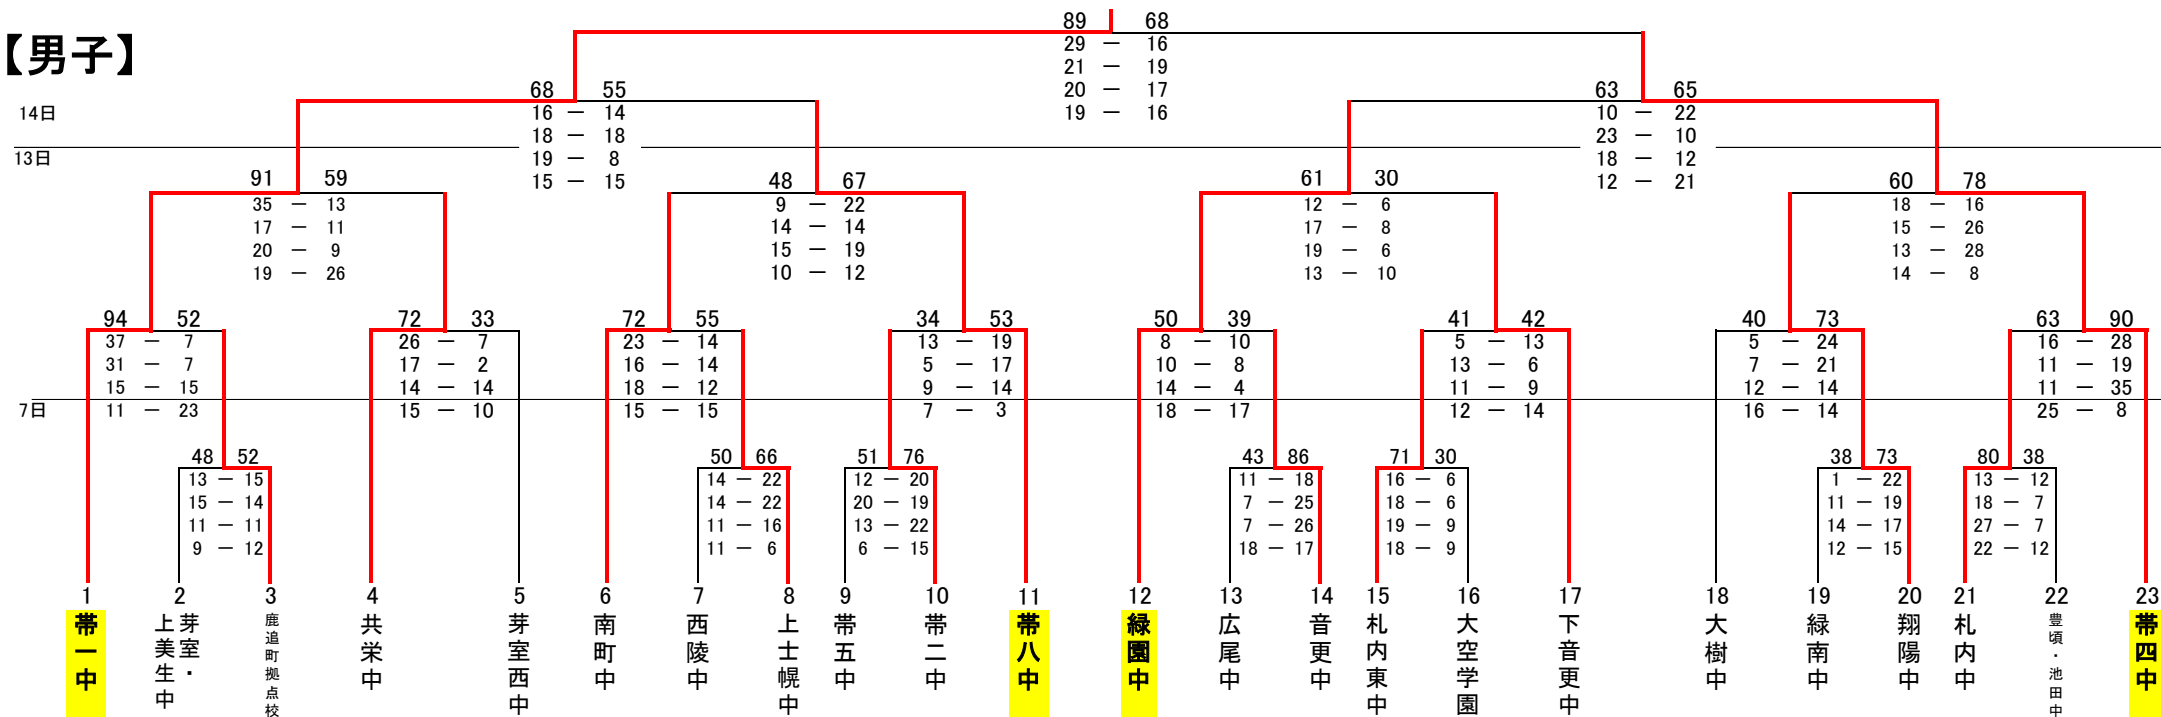 【男子】
89 68
29 － 16
21 － 19
20 － 17
19 － 16
14日
68 55
16 － 14
18 － 18
19 － 8
15 － 15
63 65
10 － 22
23 － 10
18 － 12
12 － 21
13日
91 59
35 － 13
17 － 11
20 － 9
19 － 26
48 67
9 － 22
14 － 14
15 － 19
10 － 12
61 30
12 － 6
17 － 8
19 － 6
13 － 10
60 78
18 － 16
15 － 26
13 － 28
14 － 8
94 52
37 － 7
31 － 7
15 － 15
11 － 23
72 33
26 － 7
17 － 2
14 － 14
15 － 10
72 55
23 － 14
16 － 14
18 － 12
15 － 15
34 53
13 － 19
5 － 17
9 － 14
7 － 3
50 39
8 － 10
10 － 8
14 － 4
18 － 17
41 42
5 － 13
13 － 6
11 － 9
12 － 14
40 73
5 － 24
7 － 21
12 － 14
16 － 14
63 90
16 － 28
11 － 19
11 － 35
25 － 8
7日
48 52
13 － 15
15 － 14
11 － 11
9 － 12
50 66
14 － 22
14 － 22
11 － 16
11 － 6
51 76
12 － 20
20 － 19
13 － 22
6 － 15
43 86
11 － 18
7 － 25
7 － 26
18 － 17
71 30
16 － 6
18 － 6
19 － 9
18 － 9
38 73
1 － 22
11 － 19
14 － 17
12 － 15
80 38
13 － 12
18 － 7
27 － 7
22 － 12
1
帯一中
2
芽室・
上美生中
3
鹿追町拠点校
4
共栄中
5
芽室西中
6
南町中
7
西陵中
8
上士幌中
9
帯五中
10
帯二中
11
帯八中
12
緑園中
13
広尾中
14
音更中
15
札内東中
16
大空学園
17
下音更中
18
大樹中
19
緑南中
20
翔陽中
21
札内中
22
豊頃・池田中
23
帯四中